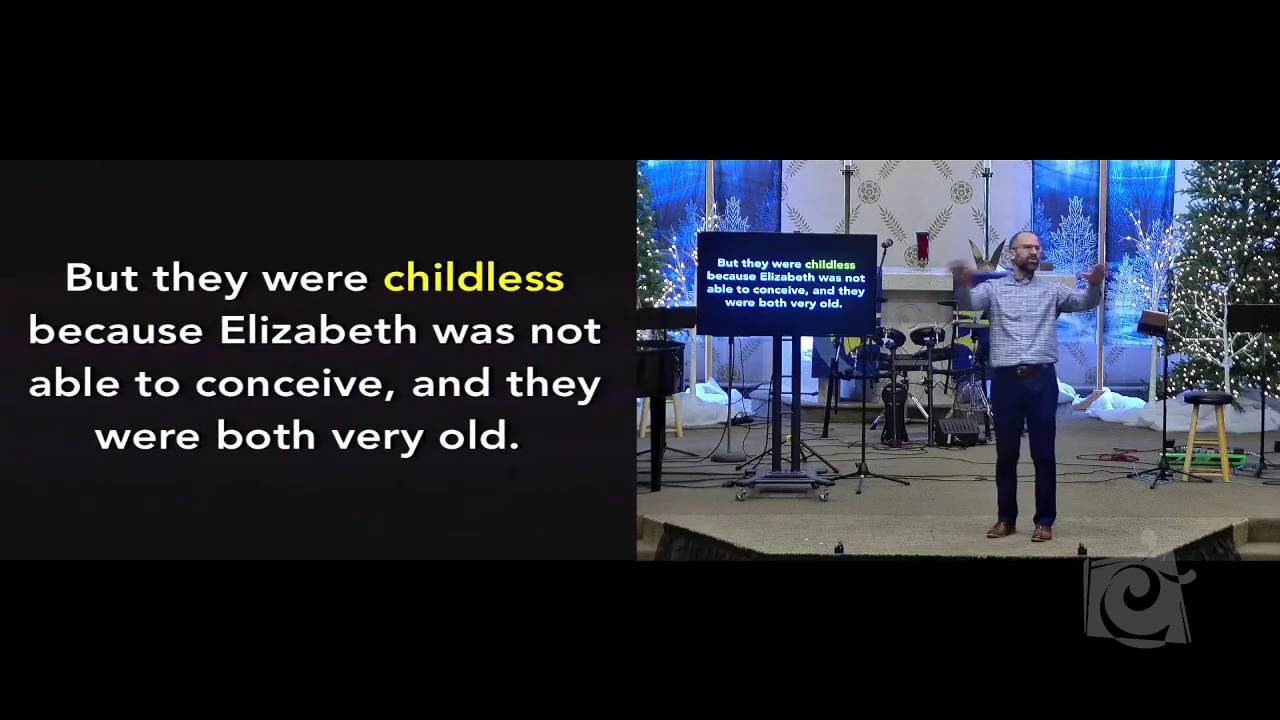 But they were childless
because Elizabeth was not
able to conceive, and they
were both very old.
But they were childless
because Elizabeth was not
able to conceive, and they
were both very old.